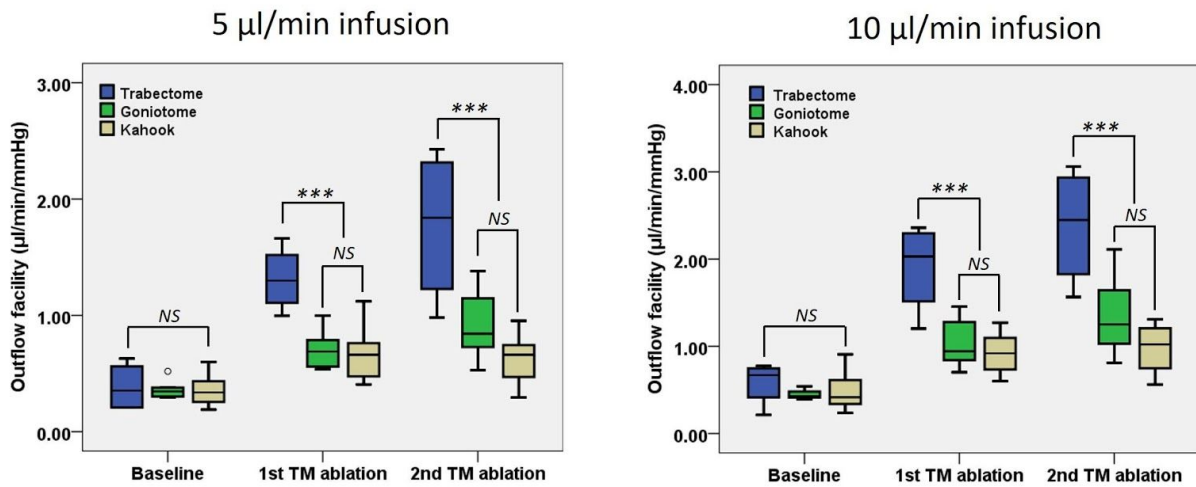 5 µl/min infusion
Outflow facility (µl/min/mmHg)
3.00
2.00
1.00
0.00
Trabectome
Goniotome
Kahook
NS
***
NS
***
NS
Baseline
1st TM ablation
2nd TM ablation
10 µl/min infusion
Outflow facility (µl/min/mmHg)
4.00
3.00
2.00
1.00
0.00
Trabectome
Goniotome
Kahook
NS
***
NS
***
NS
Baseline
1st TM ablation
2nd TM ablation